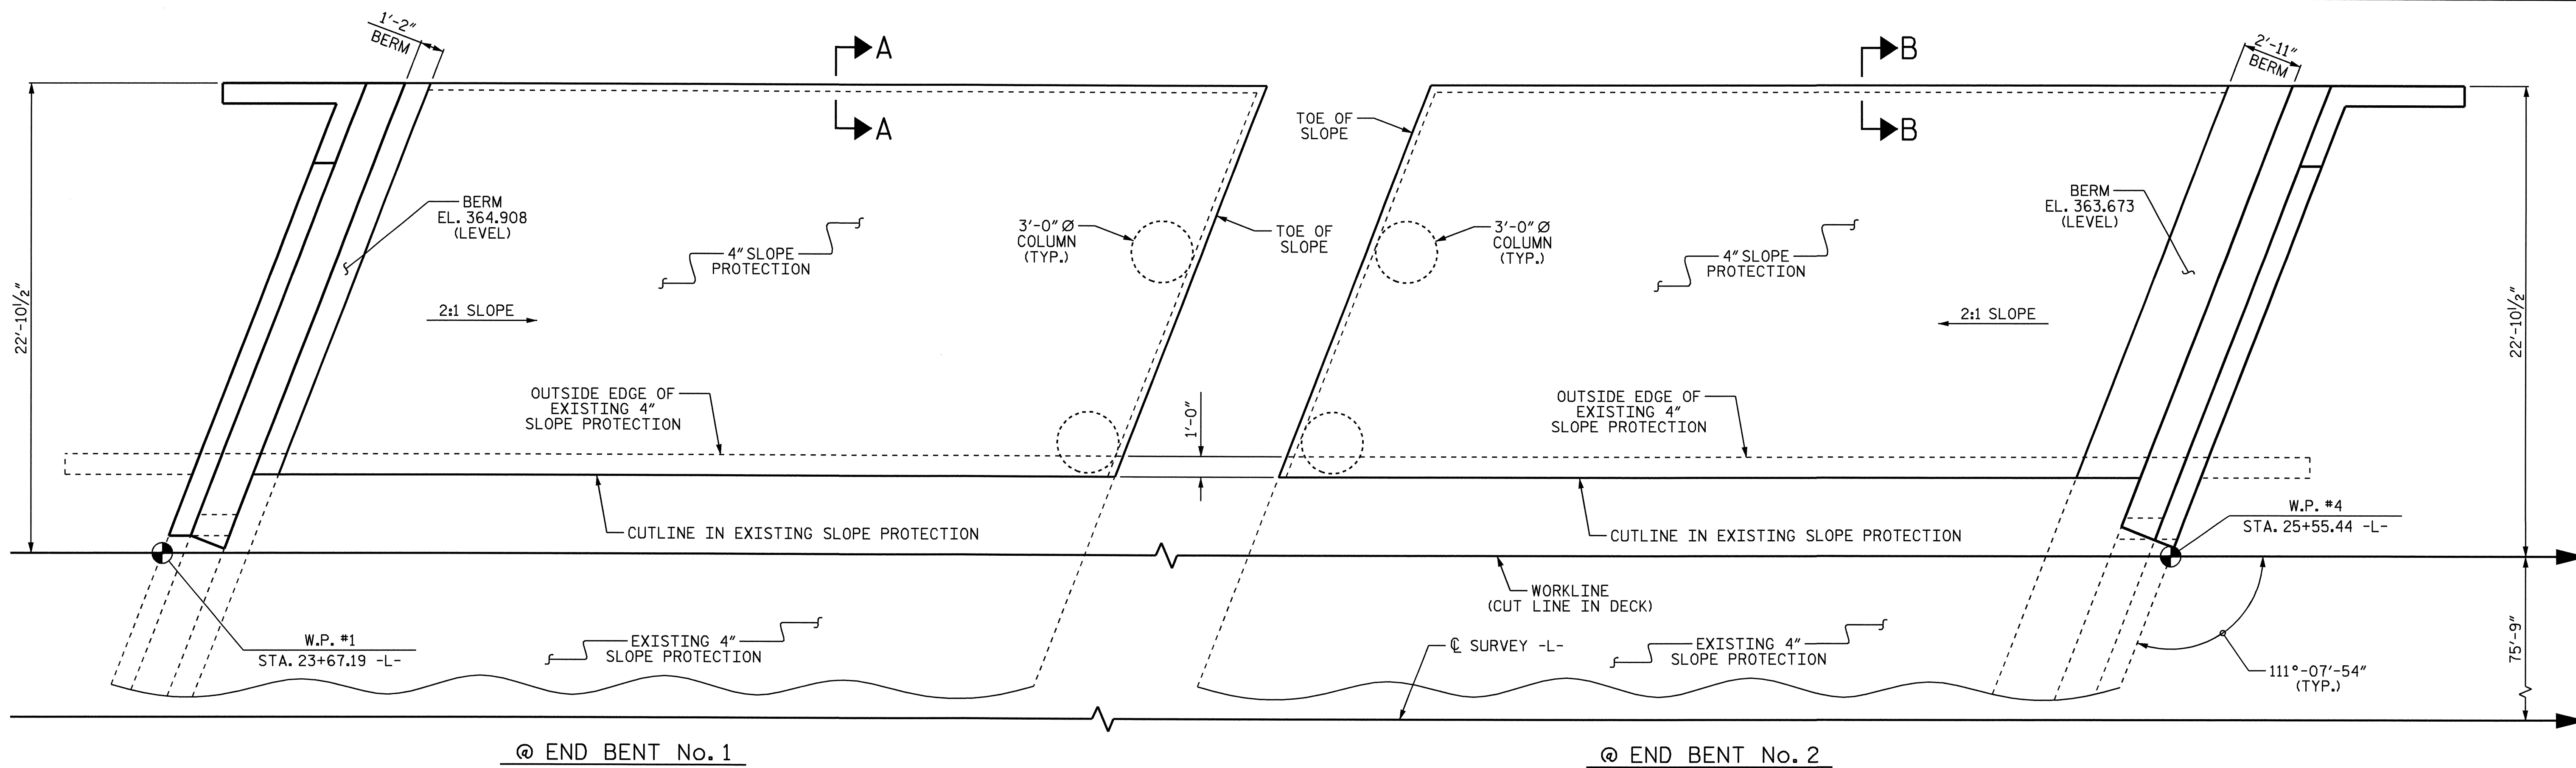 1'-2"
BERM
A
A
B
B
2'-11"
BERM
TOE OF
SLOPE
BERM
EL. 364.908
(LEVEL)
3'-0" Ø
COLUMN
(TYP.)
TOE OF
SLOPE
3'-0" Ø
COLUMN
(TYP.)
BERM
EL. 363.673
(LEVEL)
4" SLOPE
PROTECTION
4" SLOPE
PROTECTION
22'-10 1/2"
22'-10 1/2"
2:1 SLOPE
2:1 SLOPE
OUTSIDE EDGE OF
EXISTING 4"
SLOPE PROTECTION
1'-0"
OUTSIDE EDGE OF
EXISTING 4"
SLOPE PROTECTION
CUTLINE IN EXISTING SLOPE PROTECTION
CUTLINE IN EXISTING SLOPE PROTECTION
W.P. #4
STA. 25+55.44 -L-
WORKLINE
(CUT LINE IN DECK)
W.P. #1
STA. 23+67.19 -L-
EXISTING 4"
SLOPE PROTECTION
℄ SURVEY -L-
EXISTING 4"
SLOPE PROTECTION
75'-9"
111°-07'-54"
(TYP.)
@ END BENT No. 1
@ END BENT No. 2